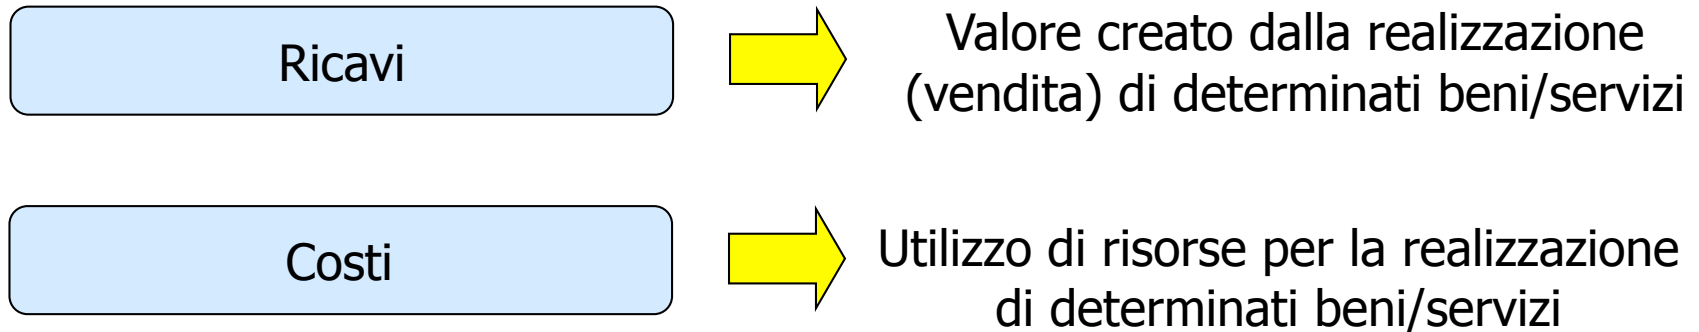 Ricavi
Valore creato dalla realizzazione
(vendita) di determinati beni/servizi
Costi
Utilizzo di risorse per la realizzazione
di determinati beni/servizi